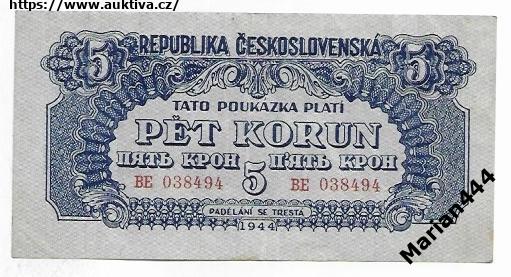 https://www.auktiva.cz/
REPUBLIKA ČESKOSLOVENSKÁ
5 5
TATO POUKAZKA PLATÍ
PĚT KORUN
ПЯТЬ КРОН 5 П'ЯТЬ КРОН
BE 038494 BE 038494
PADĚLÁNÍ SE TRESTÁ
1944
Marian444